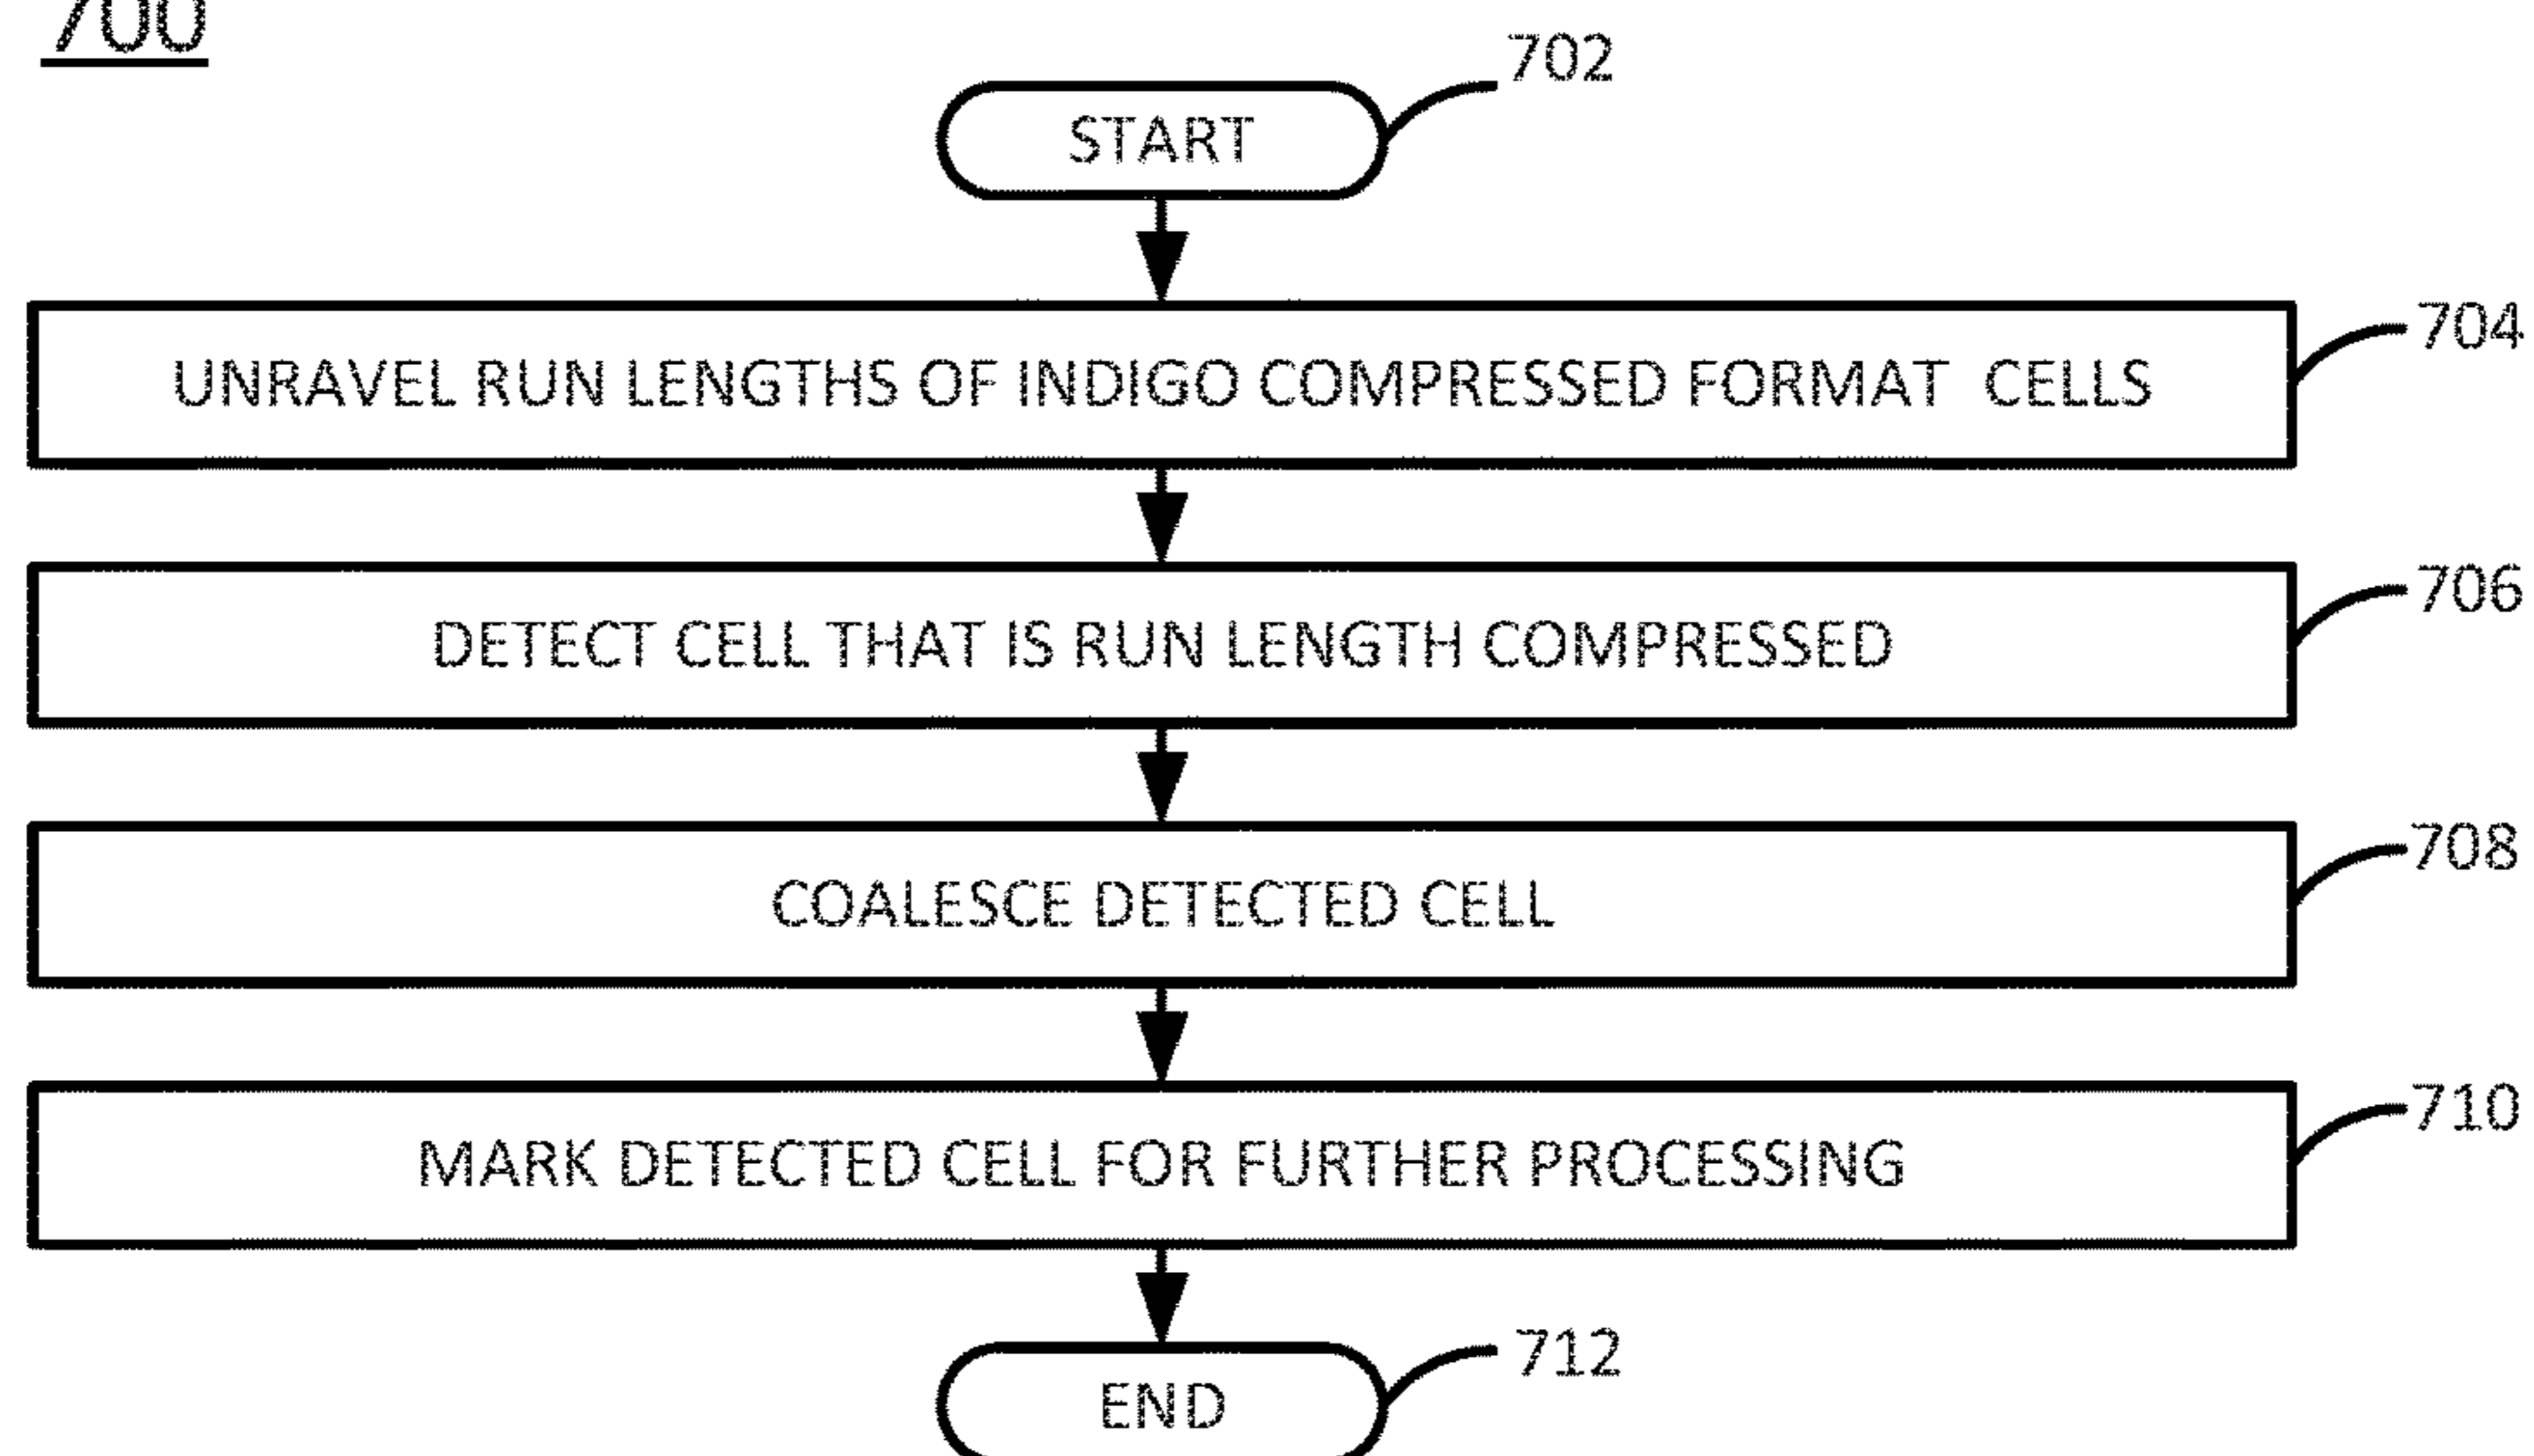 700
702
START
704
UNRAVEL RUN LENGTHS OF INDIGO COMPRESSED FORMAT CELLS
706
DETECT CELL THAT IS RUN LENGTH COMPRESSED
708
COALESCE DETECTED CELL
710
MARK DETECTED CELL FOR FURTHER PROCESSING
712
END